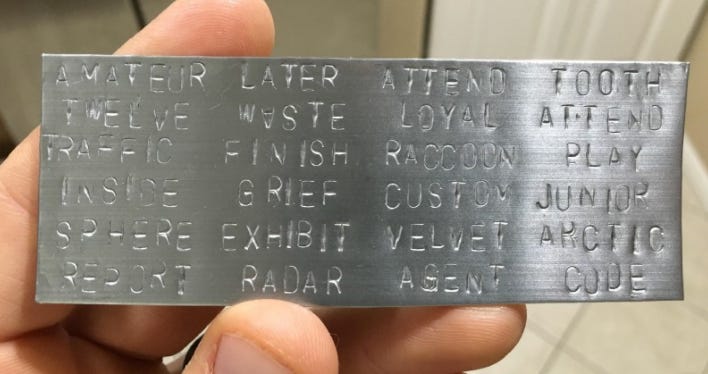 AMATEUR LATER ATTEND TOOTH
TWELVE WASTE LOYAL ATTEND
TRAFFIC FINISH RACCOON PLAY
INSIDE GRIEF CUSTOM JUNIOR
SPHERE EXHIBIT VELVET ARCTIC
REPORT RADAR AGENT CODE